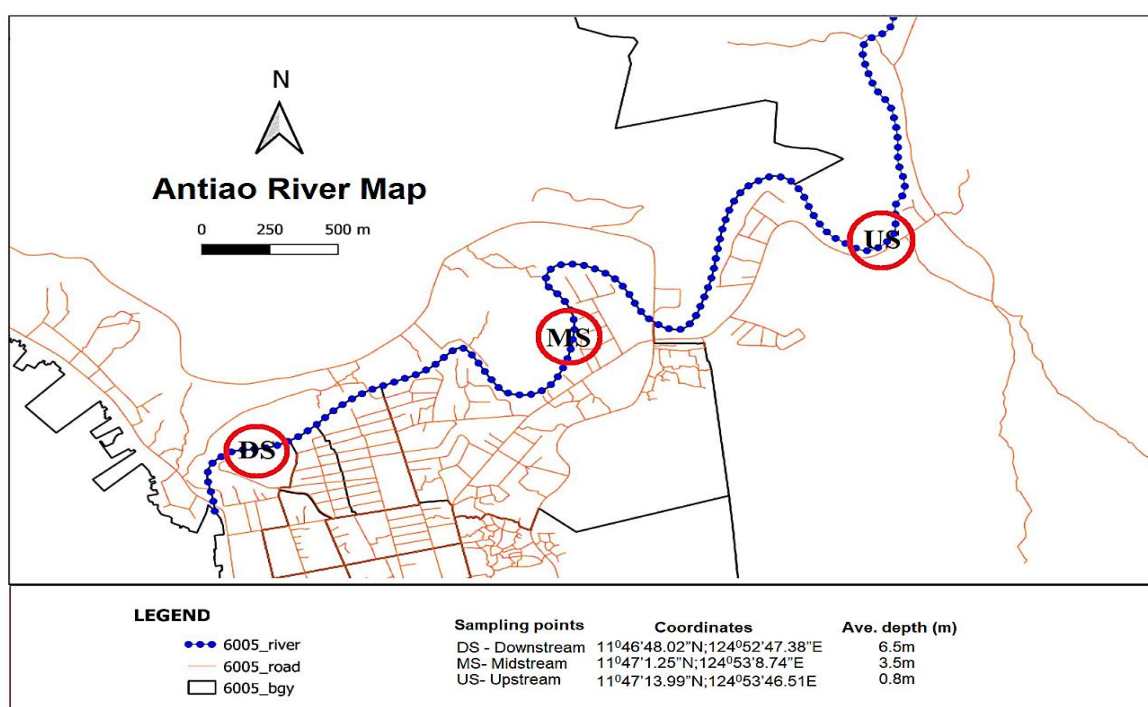 N
Antiao River Map
0 250 500 m
US
MS
DS
LEGEND
6005_river
6005_road
6005_bgy
Sampling points Coordinates Ave. depth (m)
DS - Downstream 11⁰46'48.02"N;124⁰52'47.38"E 6.5m
MS- Midstream 11⁰47'1.25"N;124⁰53'8.74"E 3.5m
US- Upstream 11⁰47'13.99"N;124⁰53'46.51E 0.8m